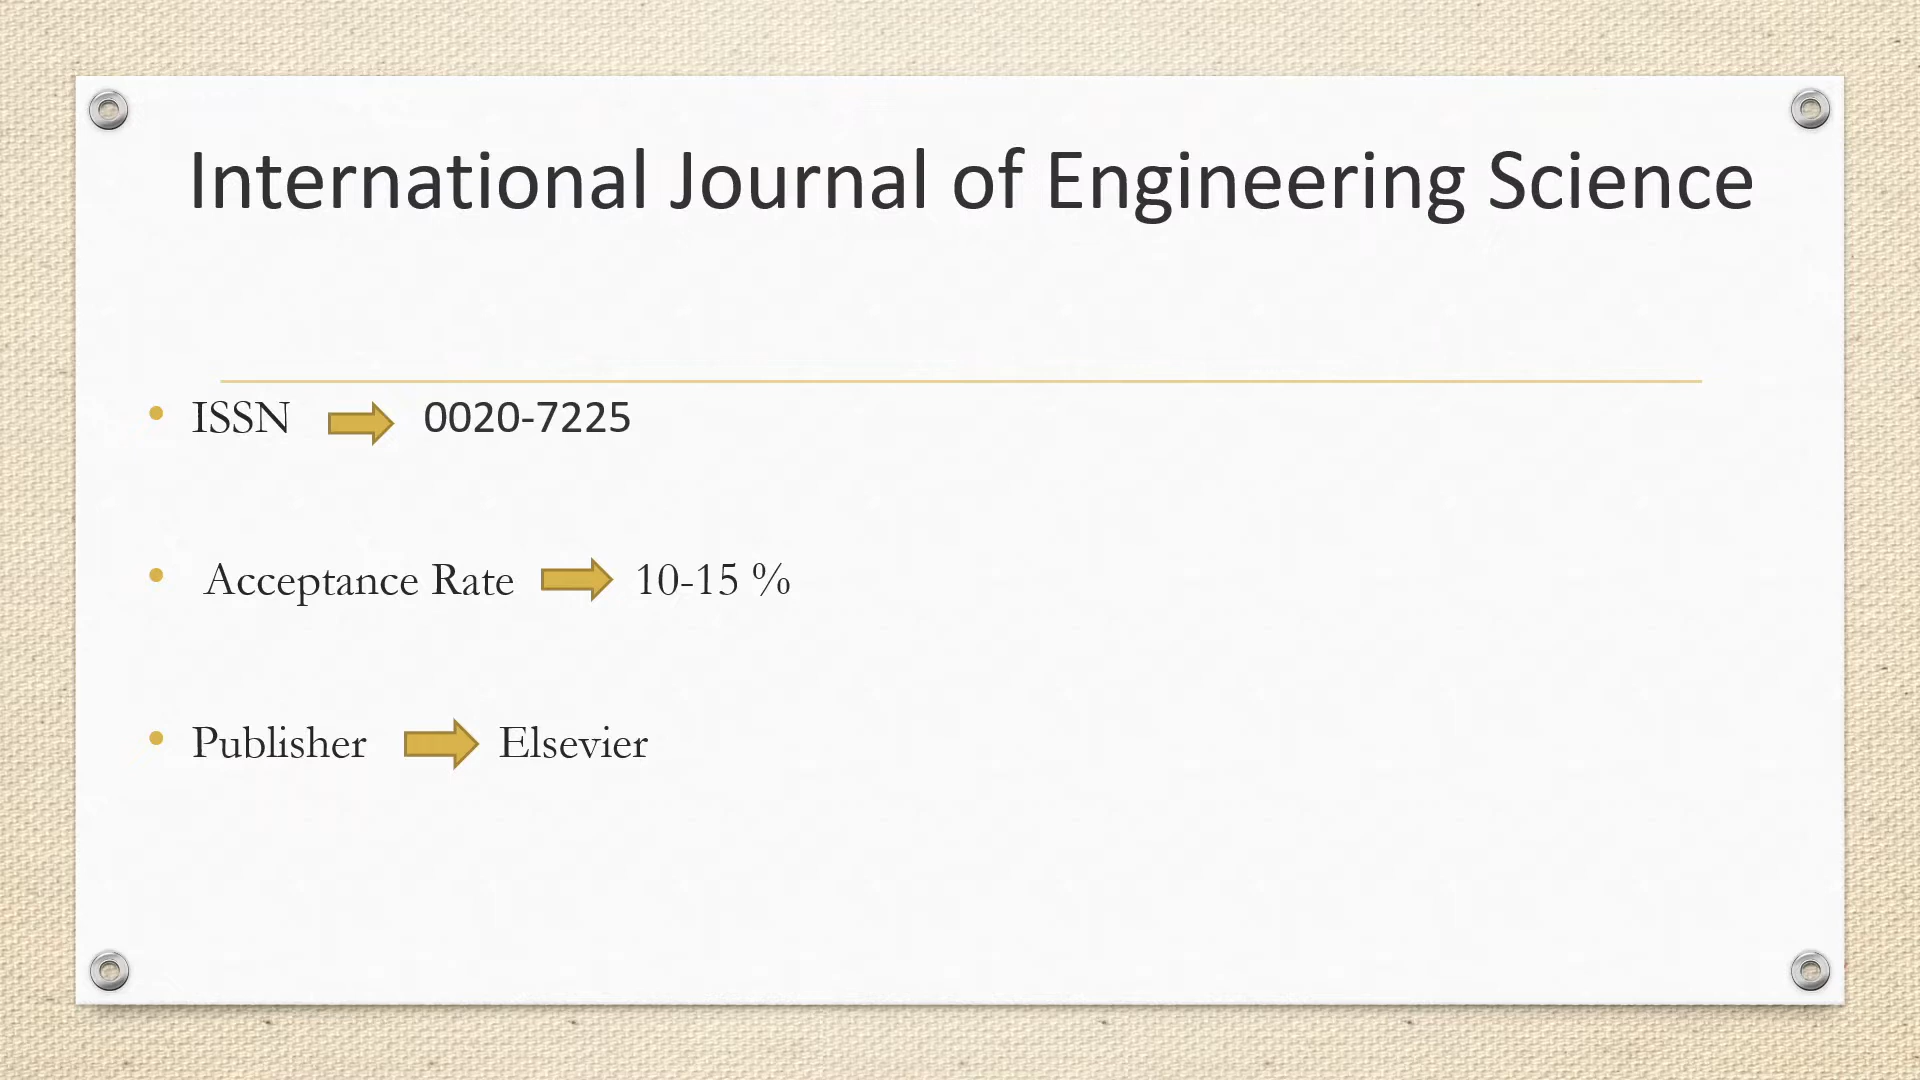 International Journal of Engineering Science
ISSN 0020-7225
Acceptance Rate 10-15 %
Publisher Elsevier